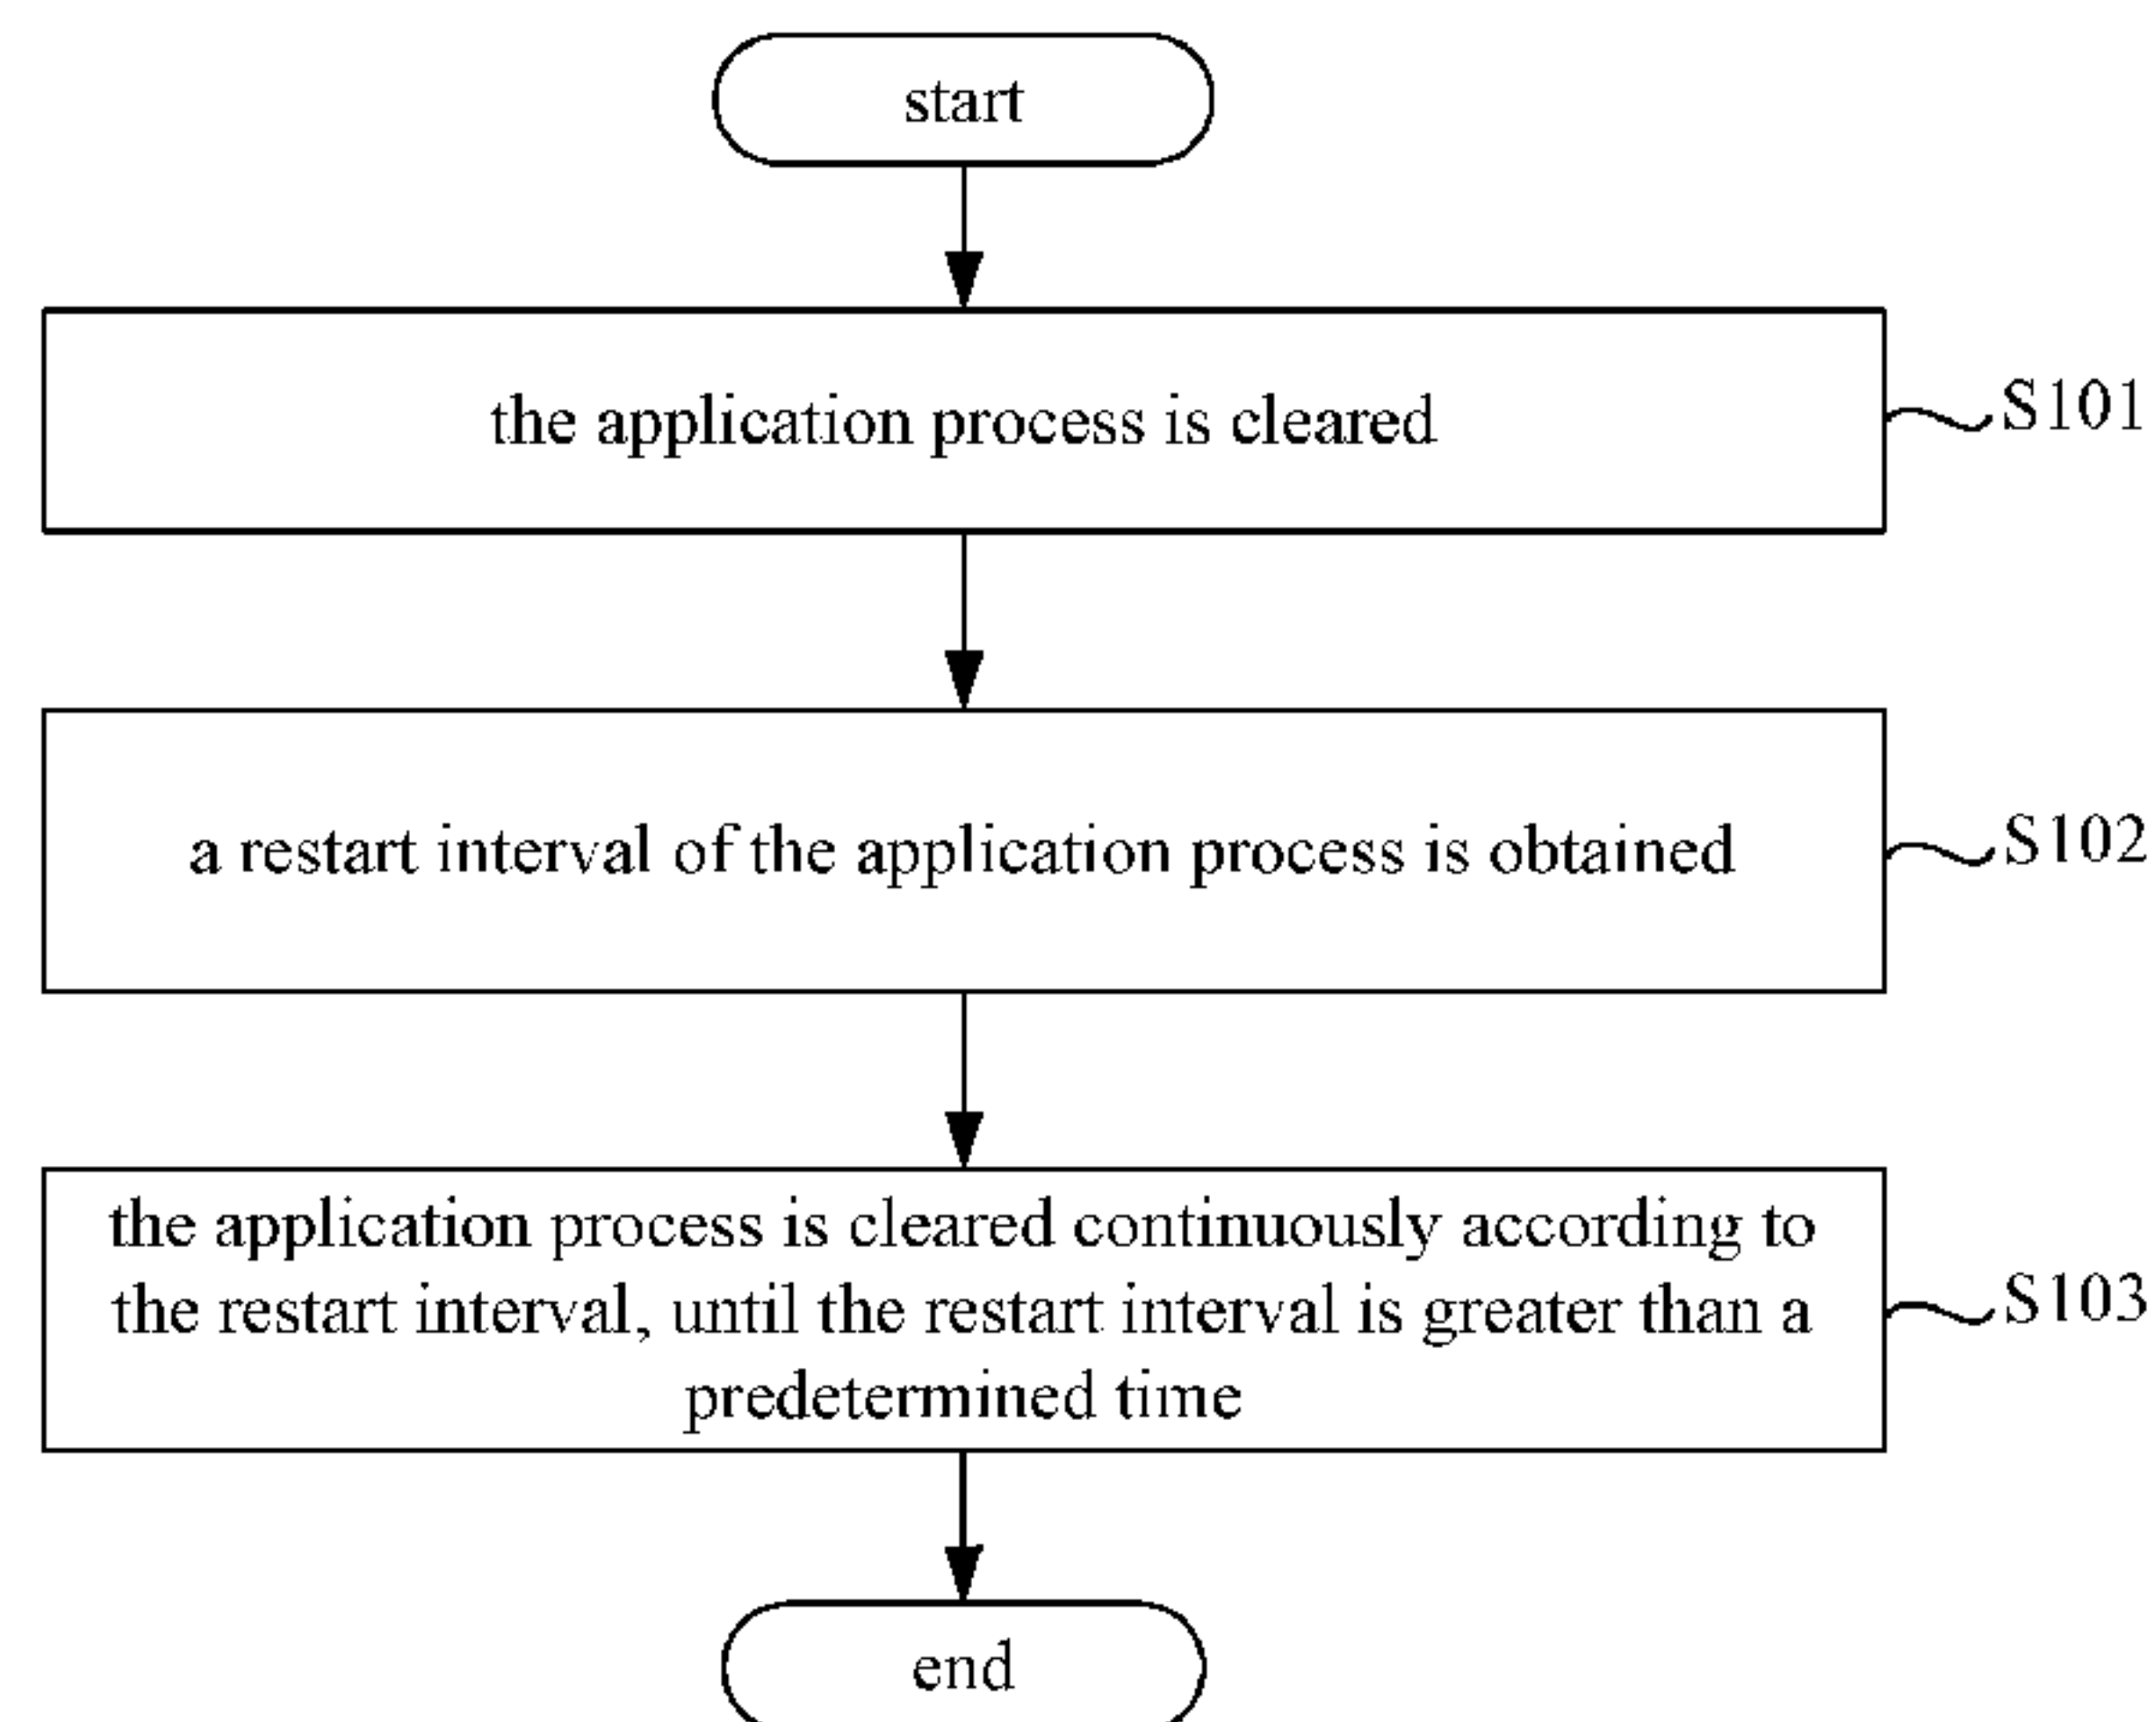 start
the application process is cleared
S101
a restart interval of the application process is obtained
S102
the application process is cleared continuously according to
the restart interval, until the restart interval is greater than a
predetermined time
S103
end